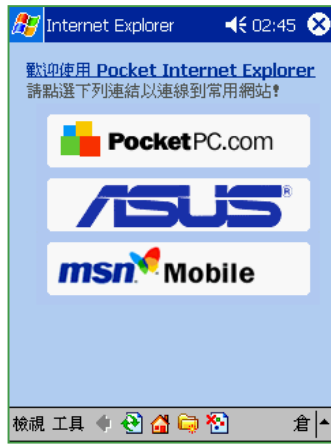 Internet Explorer 02:45
歡迎使用 Pocket Internet Explorer
請點選下列連結以連線到常用網站!
PocketPC.com
ASUS®
msn Mobile
檢視 工具 倉